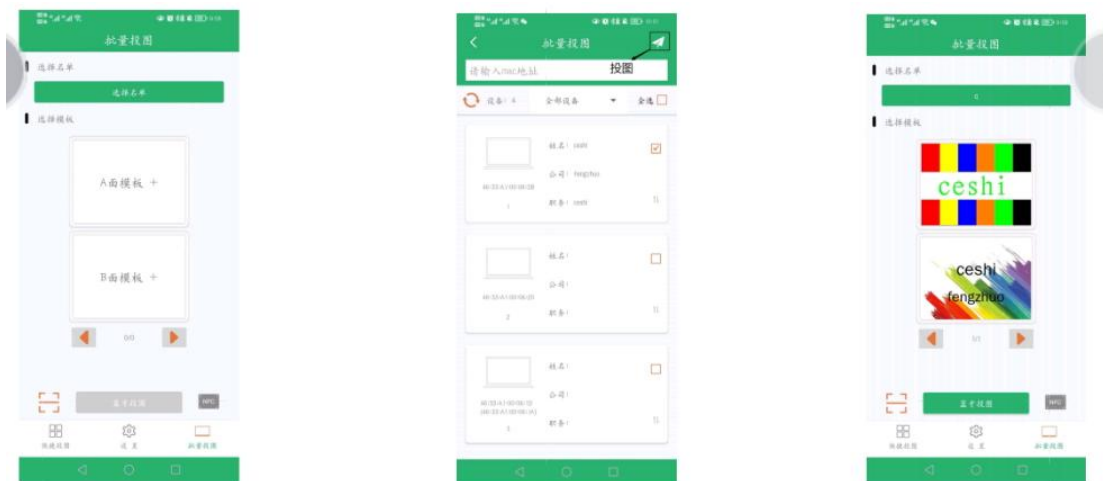 批量投图
选择名单
选择名单
选择模板
A面模板 +
B面模板 +
0/0
蓝牙投图
NFC
快速投图
设置
批量投图
批量投图
投图
请输入mac地址
设备: 4
全部设备
全选
姓名: ceshi
公司: fengzhuo
职务: ceshi
1
姓名:
公司:
职务:
2
姓名:
公司:
职务:
3
批量投图
选择名单
c
选择模板
ceshi
ceshi
fengzhuo
1/1
蓝牙投图
NFC
快速投图
设置
批量投图